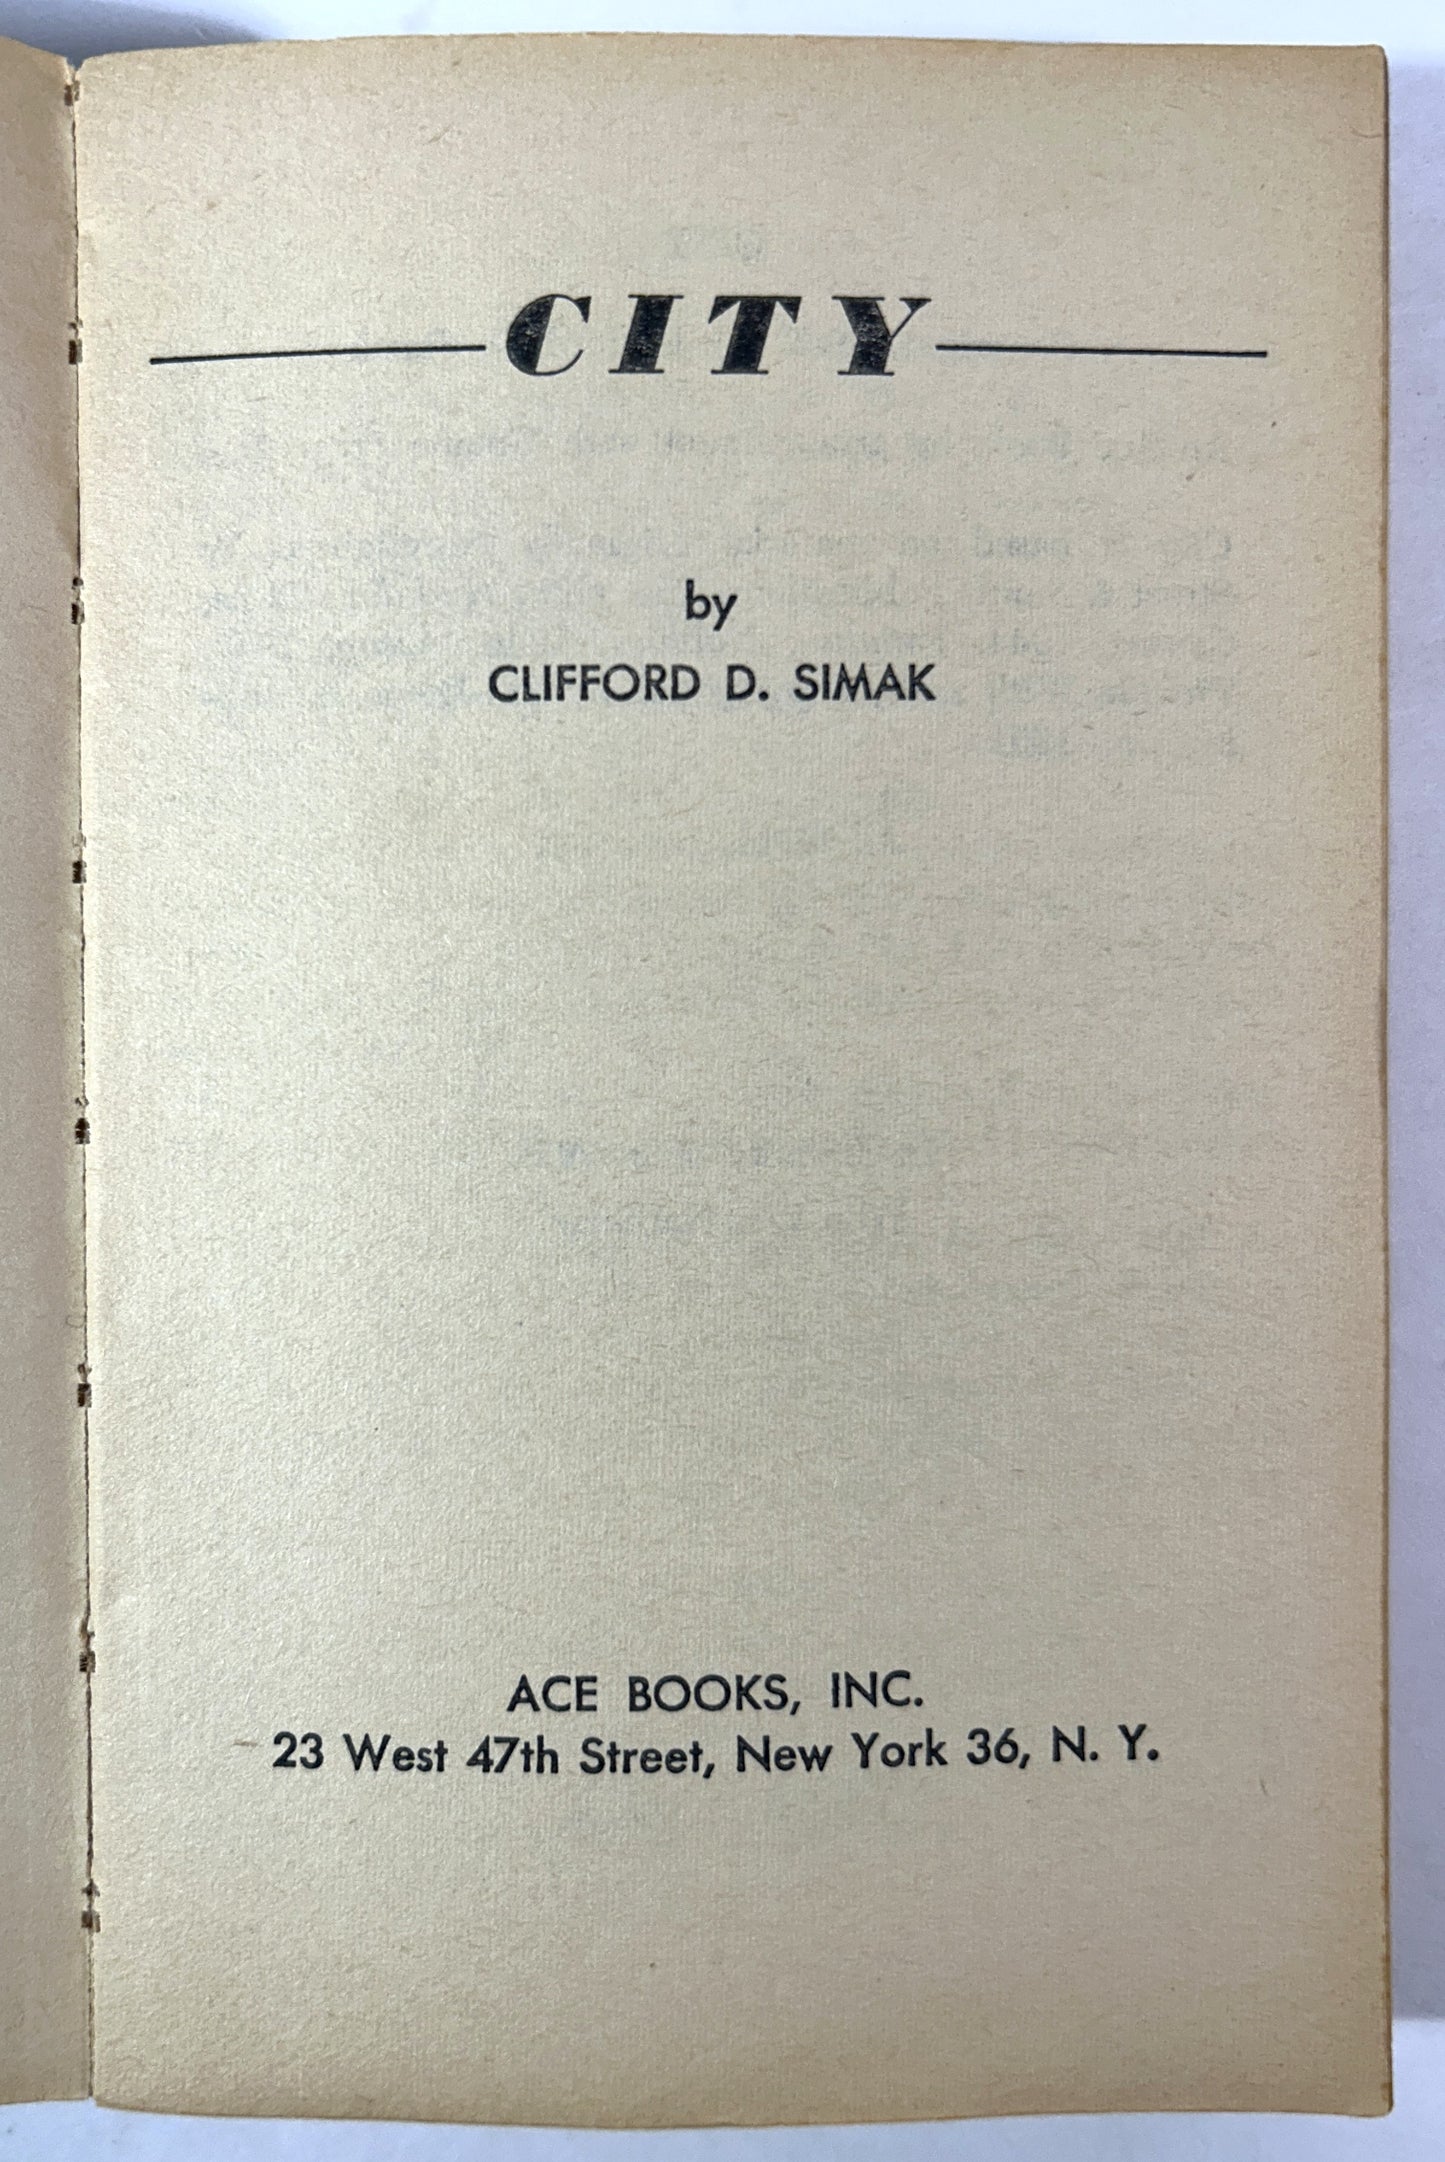 CITY
by
CLIFFORD D. SIMAK
ACE BOOKS, INC.
23 West 47th Street, New York 36, N. Y.